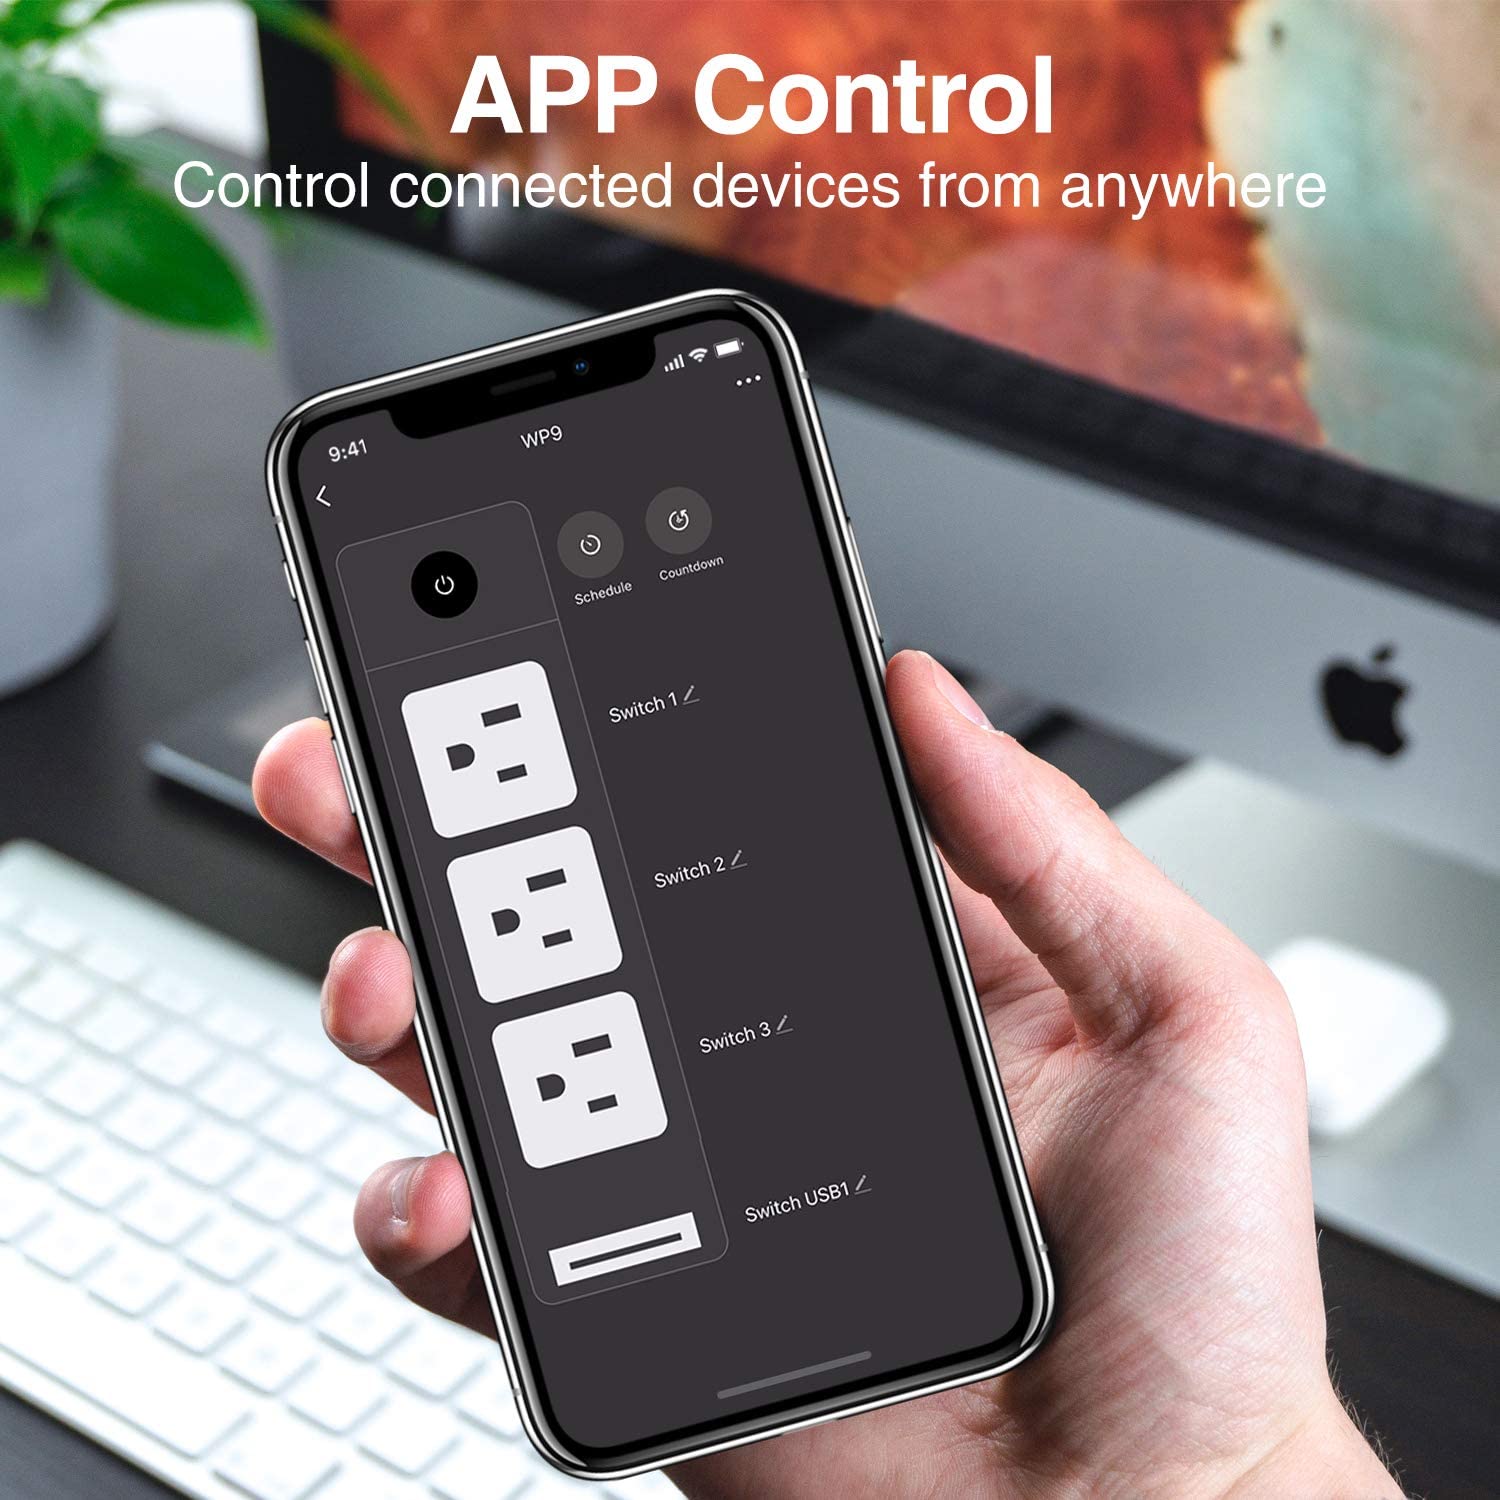 APP Control
Control connected devices from anywhere
9:41
WP9
Schedule
Countdown
Switch 1
Switch 2
Switch 3
Switch USB1